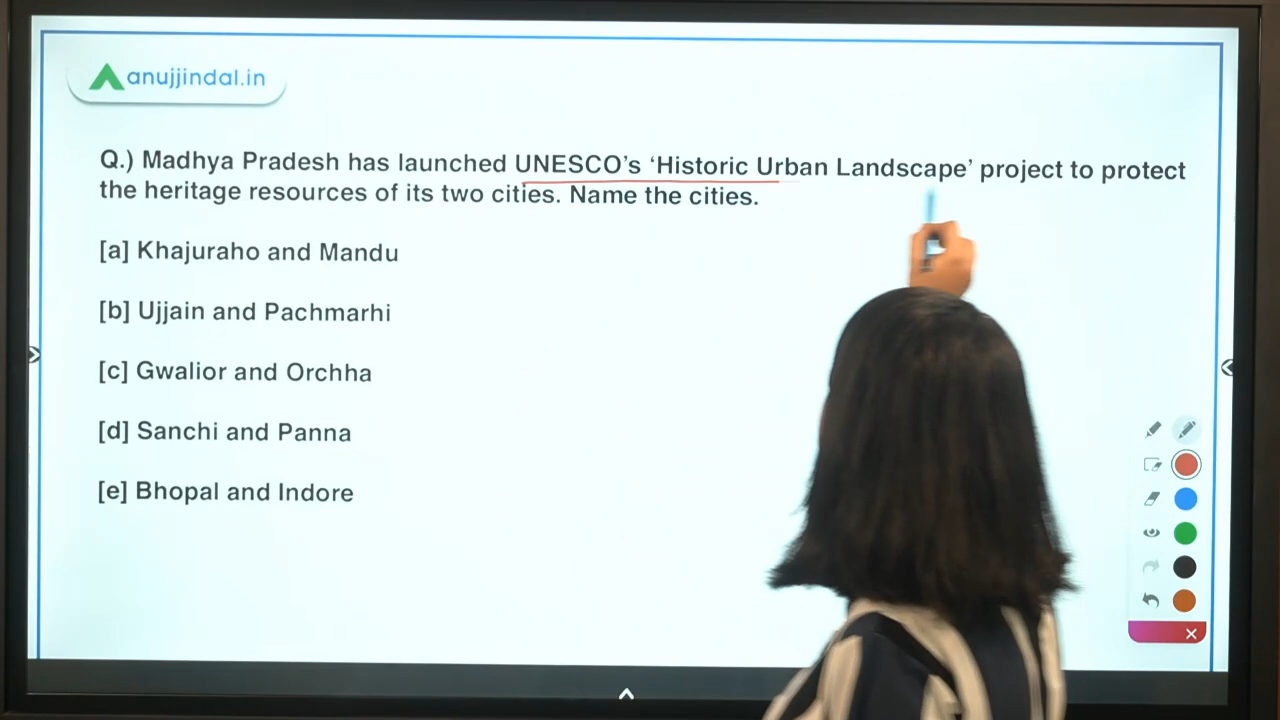 anujjindal.in
Q.) Madhya Pradesh has launched UNESCO's ‘Historic Urban Landscape’ project to protect
the heritage resources of its two cities. Name the cities.
[a] Khajuraho and Mandu
[b] Ujjain and Pachmarhi
[c] Gwalior and Orchha
[d] Sanchi and Panna
[e] Bhopal and Indore